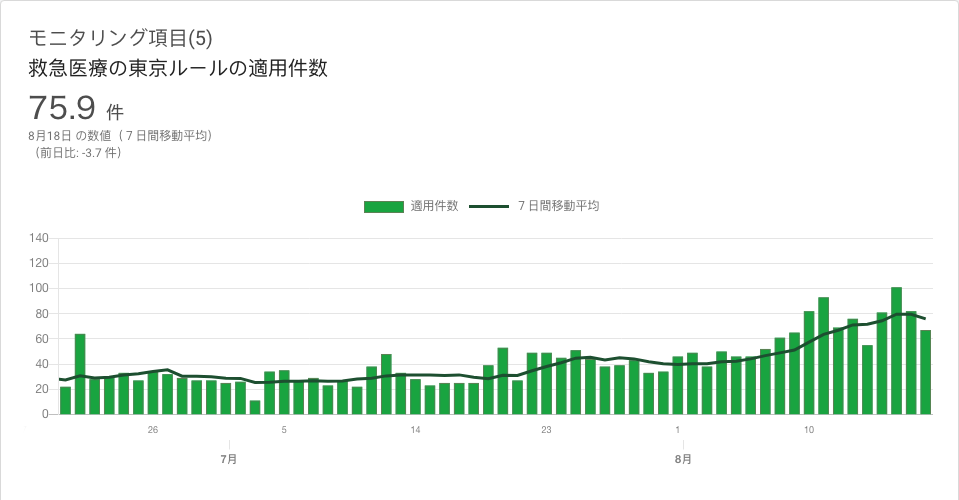 モニタリング項目(5)
救急医療の東京ルールの適用件数
75.9 件
8月18日 の数値（７日間移動平均）
（前日比: -3.7 件）
適用件数 ７日間移動平均
140
120
100
80
60
40
20
0
26 5 14 23 1 10
7月 8月